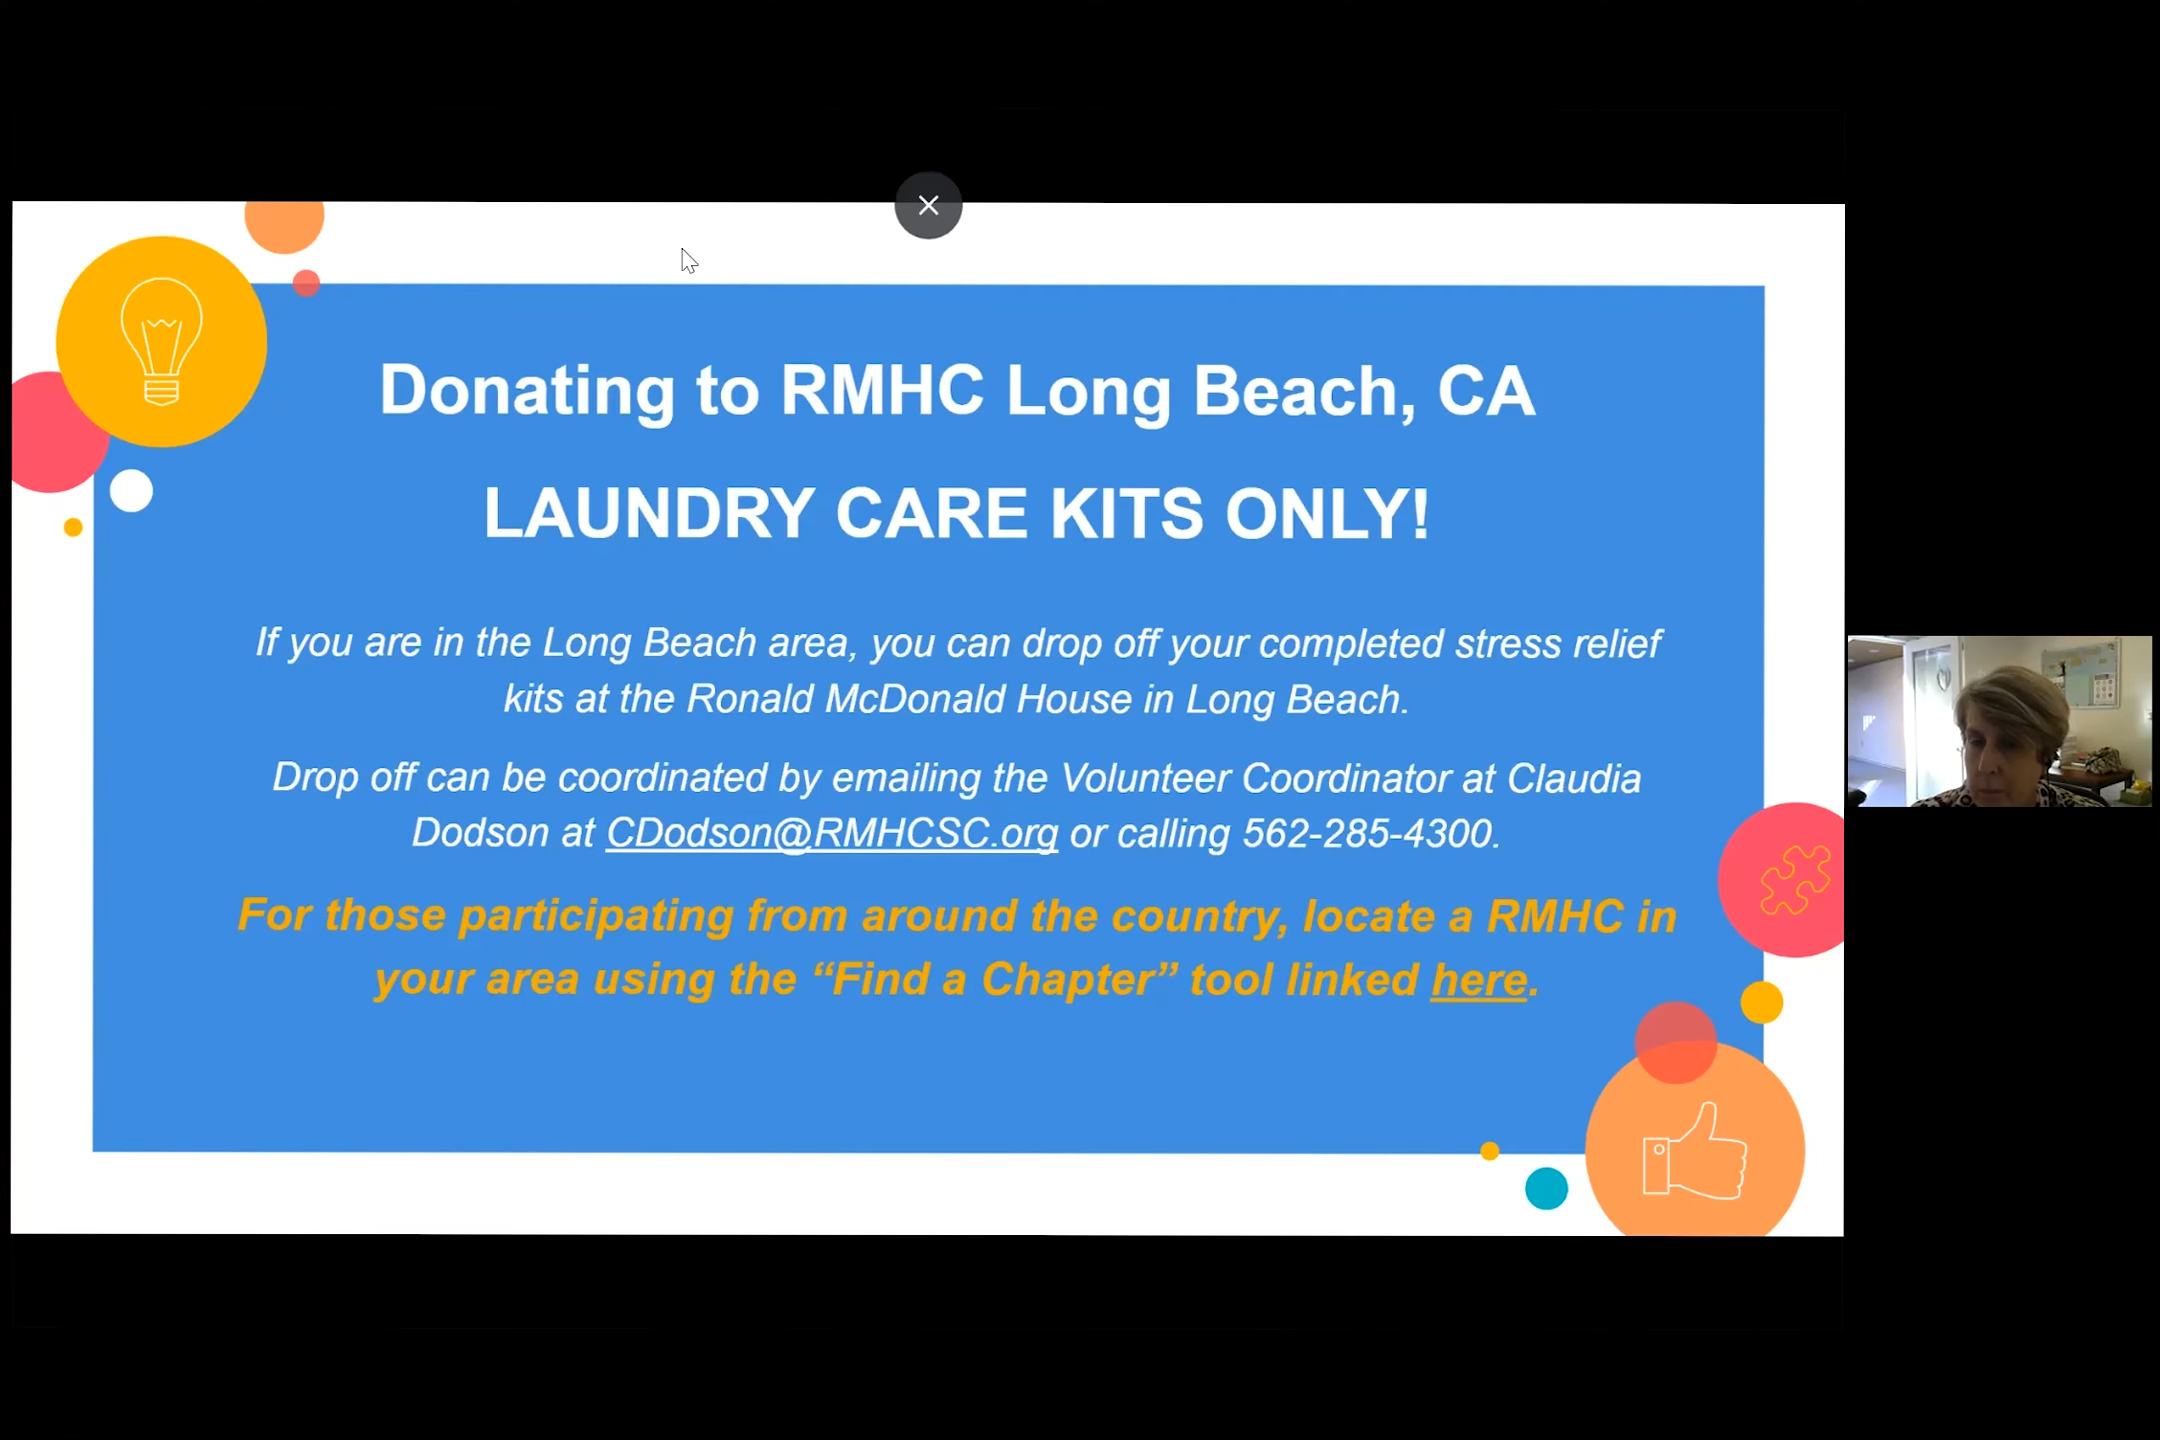 Donating to RMHC Long Beach, CA
LAUNDRY CARE KITS ONLY!
If you are in the Long Beach area, you can drop off your completed stress relief
kits at the Ronald McDonald House in Long Beach.
Drop off can be coordinated by emailing the Volunteer Coordinator at Claudia
Dodson at CDodson@RMHCSC.org or calling 562-285-4300.
For those participating from around the country, locate a RMHC in
your area using the “Find a Chapter” tool linked here.